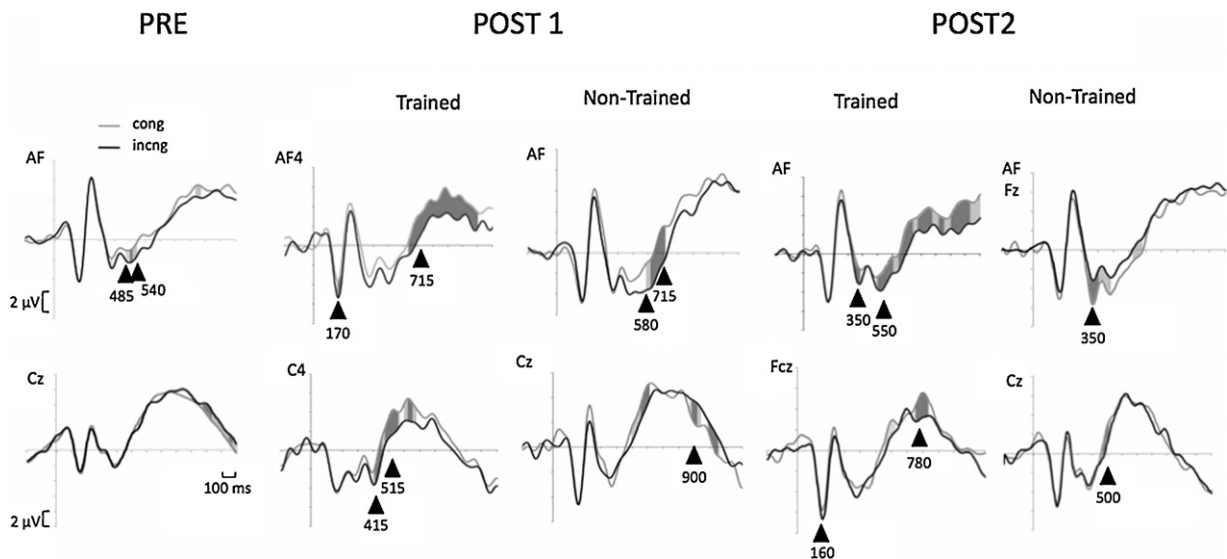 PRE
POST 1
POST2
Trained
Non-Trained
Trained
Non-Trained
cong
incng
AF
AF4
AF
AF
AF
Fz
485
540
2 µV
170
715
580
715
350
550
350
Cz
C4
Cz
Fcz
Cz
100 ms
2 µV
515
415
900
780
160
500